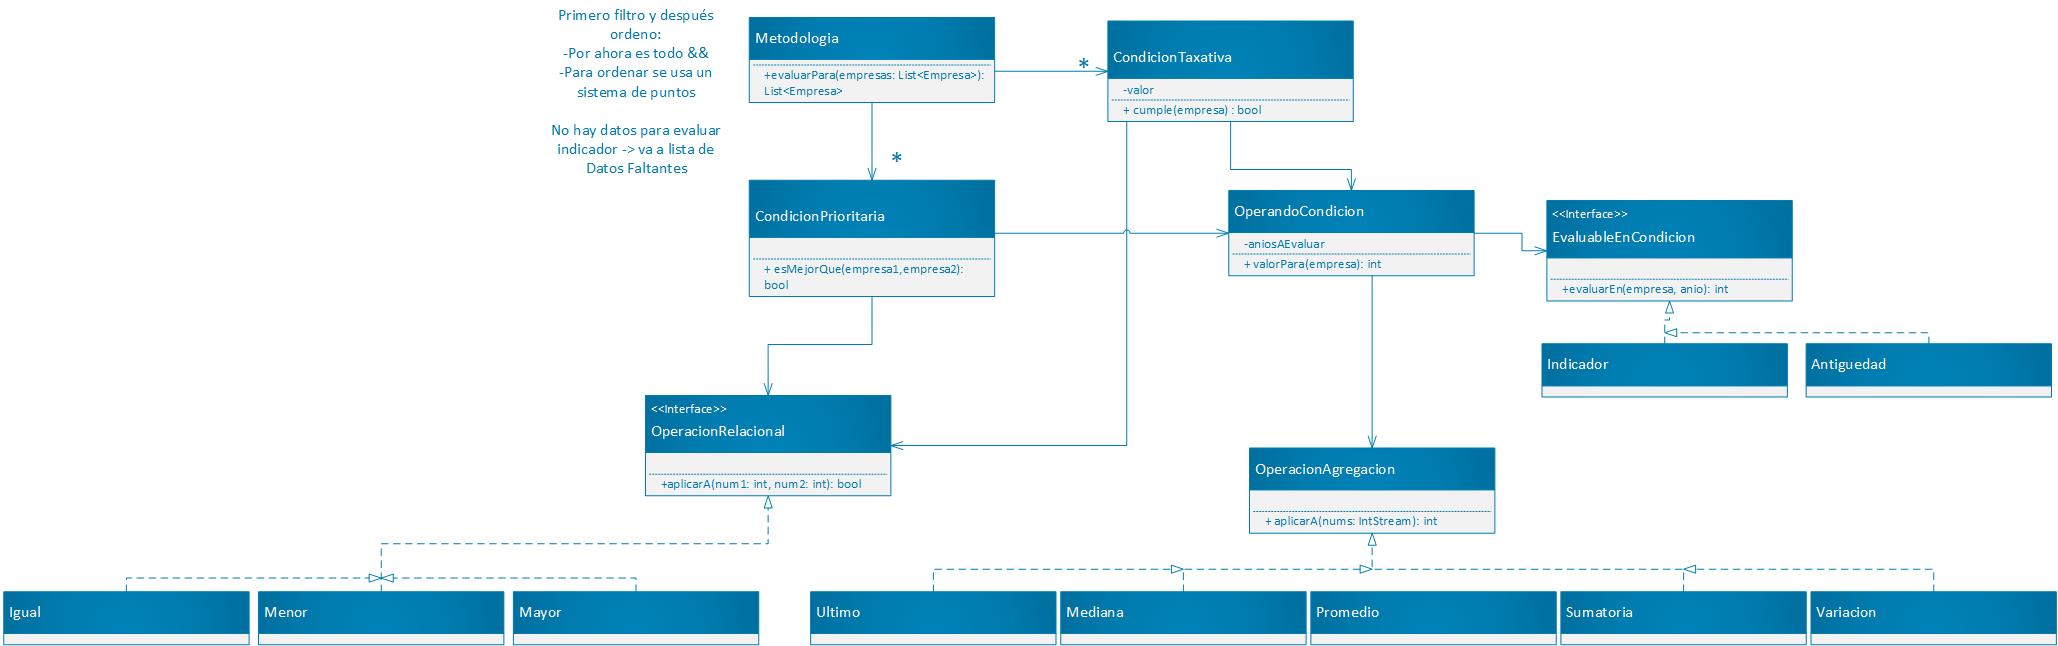 Primero filtro y después
ordeno:
-Por ahora es todo &&
-Para ordenar se usa un
sistema de puntos
No hay datos para evaluar
indicador -> va a lista de
Datos Faltantes
Metodologia
+evaluarPara(empresas: List<Empresa>):
List<Empresa>
*
*
CondicionTaxativa
-valor
+ cumple(empresa) : bool
CondicionPrioritaria
+ esMejorQue(empresa1,empresa2):
bool
OperandoCondicion
-aniosAEvaluar
+ valorPara(empresa): int
<<Interface>>
EvaluableEnCondicion
+evaluarEn(empresa, anio): int
Indicador
Antiguedad
<<Interface>>
OperacionRelacional
+aplicarA(num1: int, num2: int): bool
OperacionAgregacion
+ aplicarA(nums: IntStream): int
Igual
Menor
Mayor
Ultimo
Mediana
Promedio
Sumatoria
Variacion